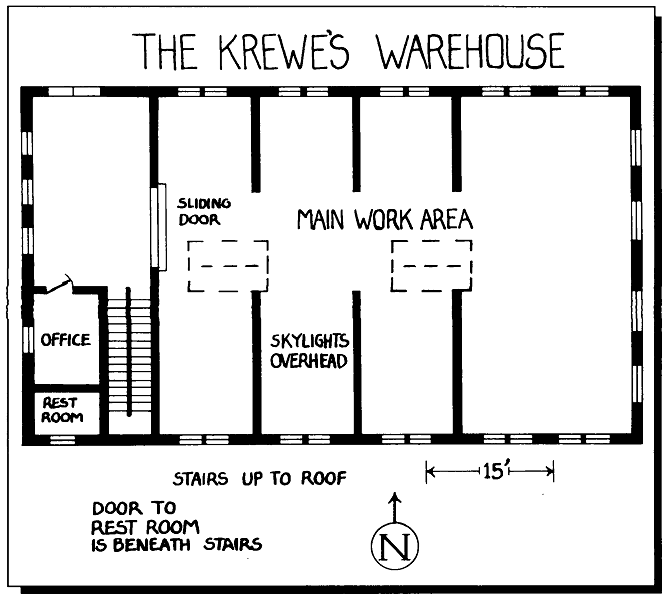 THE KREWE'S WAREHOUSE
SLIDING
DOOR
MAIN WORK AREA
OFFICE
SKYLIGHTS
OVERHEAD
REST
ROOM
STAIRS UP TO ROOF
15'
DOOR TO
REST ROOM
IS BENEATH STAIRS
N